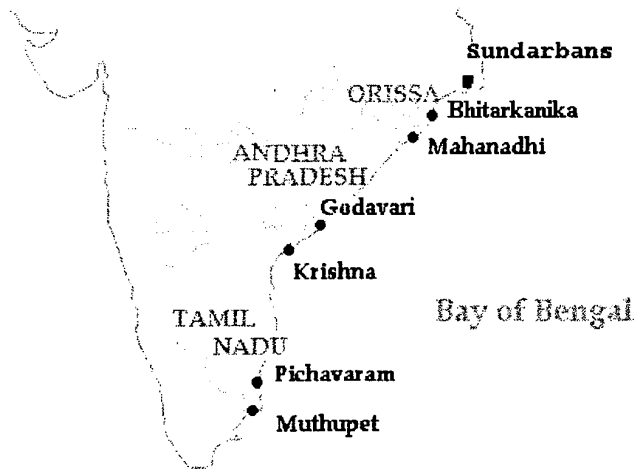 Sundarbans
ORISSA
Bhitarkanika
Mahanadhi
ANDHRA
PRADESH
Godavari
Krishna
Bay of Bengal
TAMIL
NADU
Pichavaram
Muthupet